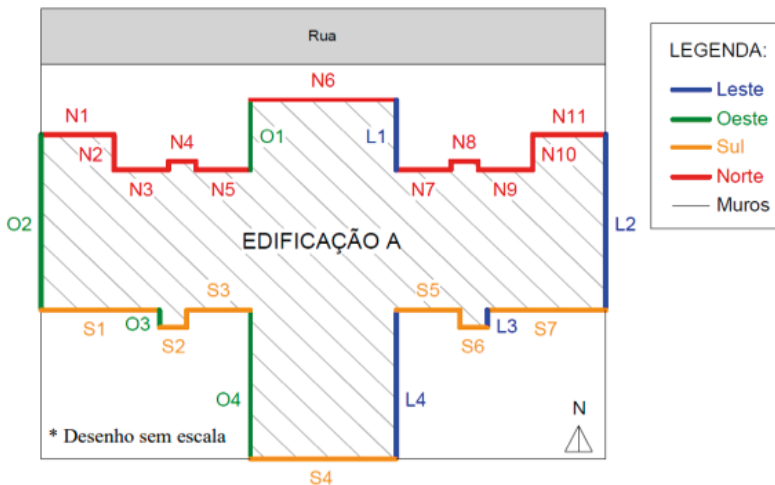 Rua
N6
N1
N4
O1
L1
N8
N11
N2
N3
N5
N7
N9
N10
O2
EDIFICAÇÃO A
L2
S3
S5
S1
O3
S2
S6
L3
S7
O4
L4
* Desenho sem escala
N
S4
LEGENDA:
Leste
Oeste
Sul
Norte
Muros